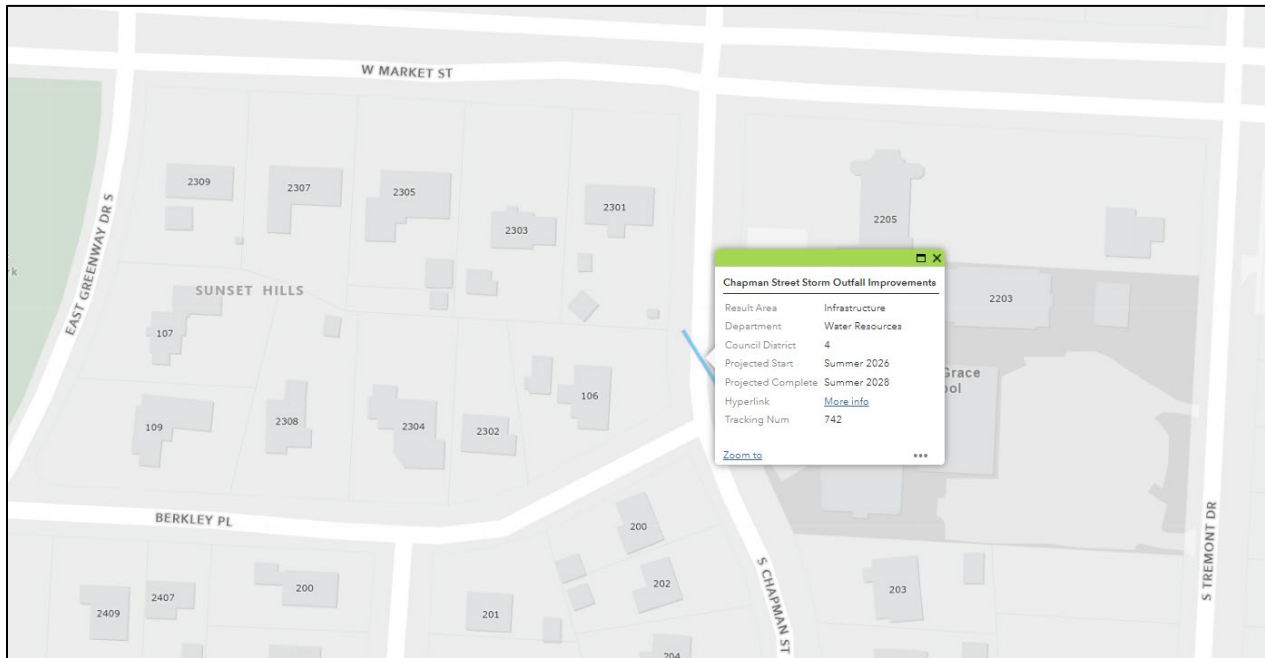 W MARKET ST
EAST GREENWAY DR S
SUNSET HILLS
2309
2307
2305
2303
2301
2205
2203
107
109
2308
2304
2302
106
Chapman Street Storm Outfall Improvements
Result Area Infrastructure
Department Water Resources
Council District 4
Projected Start Summer 2026
Projected Complete Summer 2028
Hyperlink More info
Tracking Num 742
Zoom to
Grace
BERKLEY PL
S CHAPMAN ST
S TREMONT DR
200
202
204
201
203
200
2407
2409